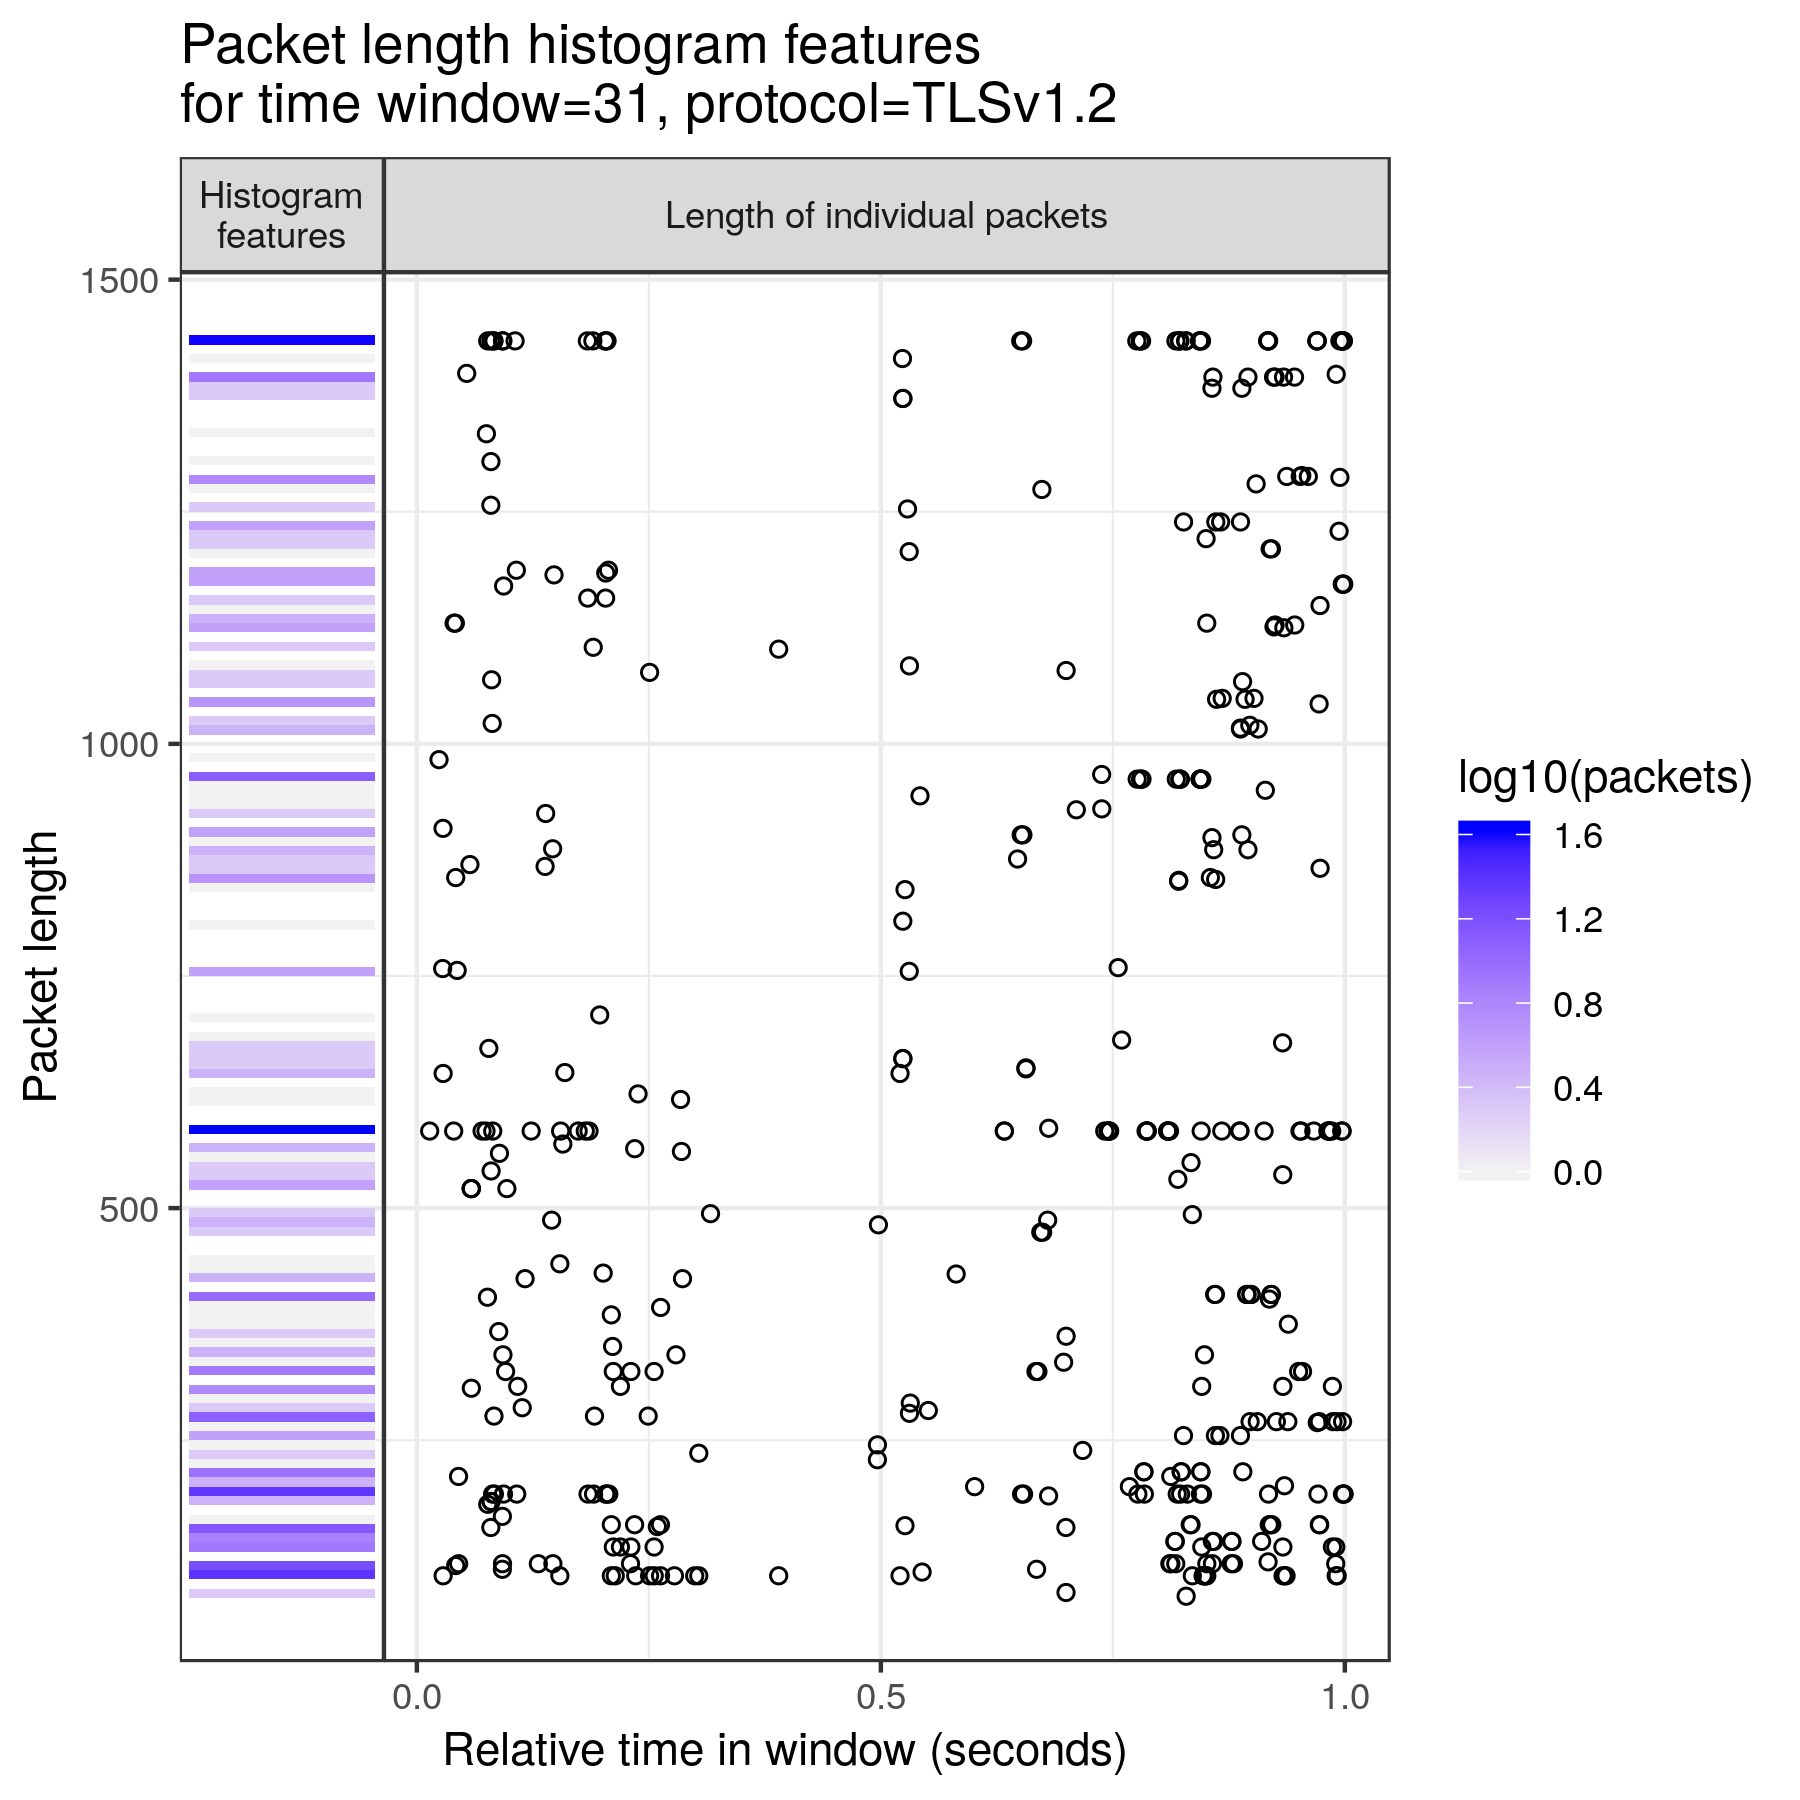 Packet length histogram features
for time window=31, protocol=TLSv1.2
Histogram
features
Length of individual packets
1500
1000
500
Packet length
0.0
0.5
1.0
Relative time in window (seconds)
log10(packets)
1.6
1.2
0.8
0.4
0.0